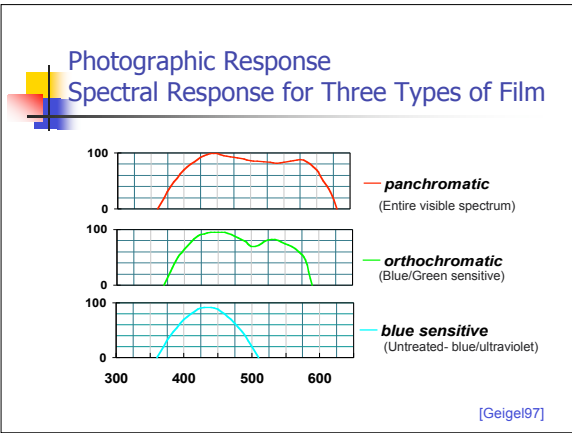 Photographic Response
Spectral Response for Three Types of Film
100
0
panchromatic
(Entire visible spectrum)
100
0
orthochromatic
(Blue/Green sensitive)
100
0
blue sensitive
(Untreated- blue/ultraviolet)
300 400 500 600
[Geigel97]